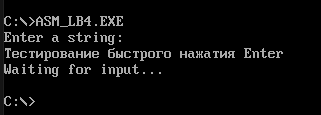 C:\>ASM_LB4.EXE
Enter a string:
Тестирование быстрого нажатия Enter
Waiting for input...
C:\>